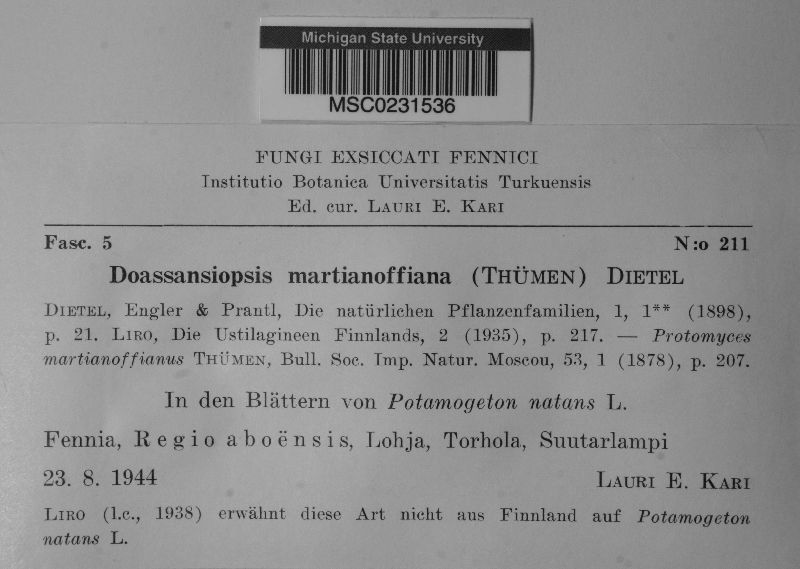 Michigan State University
MSC0231536
FUNGI EXSICCATI FENNICI
Institutio Botanica Universitatis Turkuensis
Ed. cur. LAURI E. KARI
Fasc. 5 N:o 211
Doassansiopsis martianoffiana (THÜMEN) DIETEL
DIETEL, Engler & Prantl, Die natürlichen Pflanzenfamilien, 1, 1** (1898),
p. 21. LIRO, Die Ustilagineen Finnlands, 2 (1935), p. 217. — Protomyces
martianoffianus THÜMEN, Bull. Soc. Imp. Natur. Moscou, 53, 1 (1878), p. 207.
In den Blättern von Potamogeton natans L.
Fennia, Regio aboënsis, Lohja, Torhola, Suutarlampi
23. 8. 1944 LAURI E. KARI
LIRO (l.c., 1938) erwähnt diese Art nicht aus Finnland auf Potamogeton
natans L.